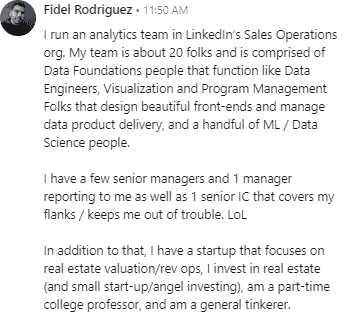 Fidel Rodriguez • 11:50 AM
I run an analytics team in LinkedIn's Sales Operations
org. My team is about 20 folks and is comprised of
Data Foundations people that function like Data
Engineers, Visualization and Program Management
Folks that design beautiful front-ends and manage
data product delivery, and a handful of ML / Data
Science people.
I have a few senior managers and 1 manager
reporting to me as well as 1 senior IC that covers my
flanks / keeps me out of trouble. LoL
In addition to that, I have a startup that focuses on
real estate valuation/rev ops, I invest in real estate
(and small start-up/angel investing), am a part-time
college professor, and am a general tinkerer.